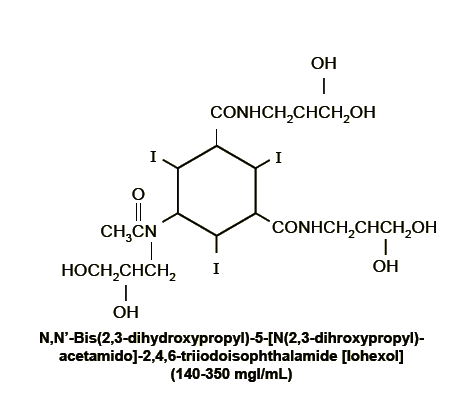 OH
CONHCH₂CHCH₂OH
I
I
O
CH₃CN
CONHCH₂CHCH₂OH
HOCH₂CHCH₂
I
OH
OH
N,N'-Bis(2,3-dihydroxypropyl)-5-[N(2,3-dihroxypropyl)-
acetamido]-2,4,6-triiodoisophthalamide [Iohexol]
(140-350 mgI/mL)